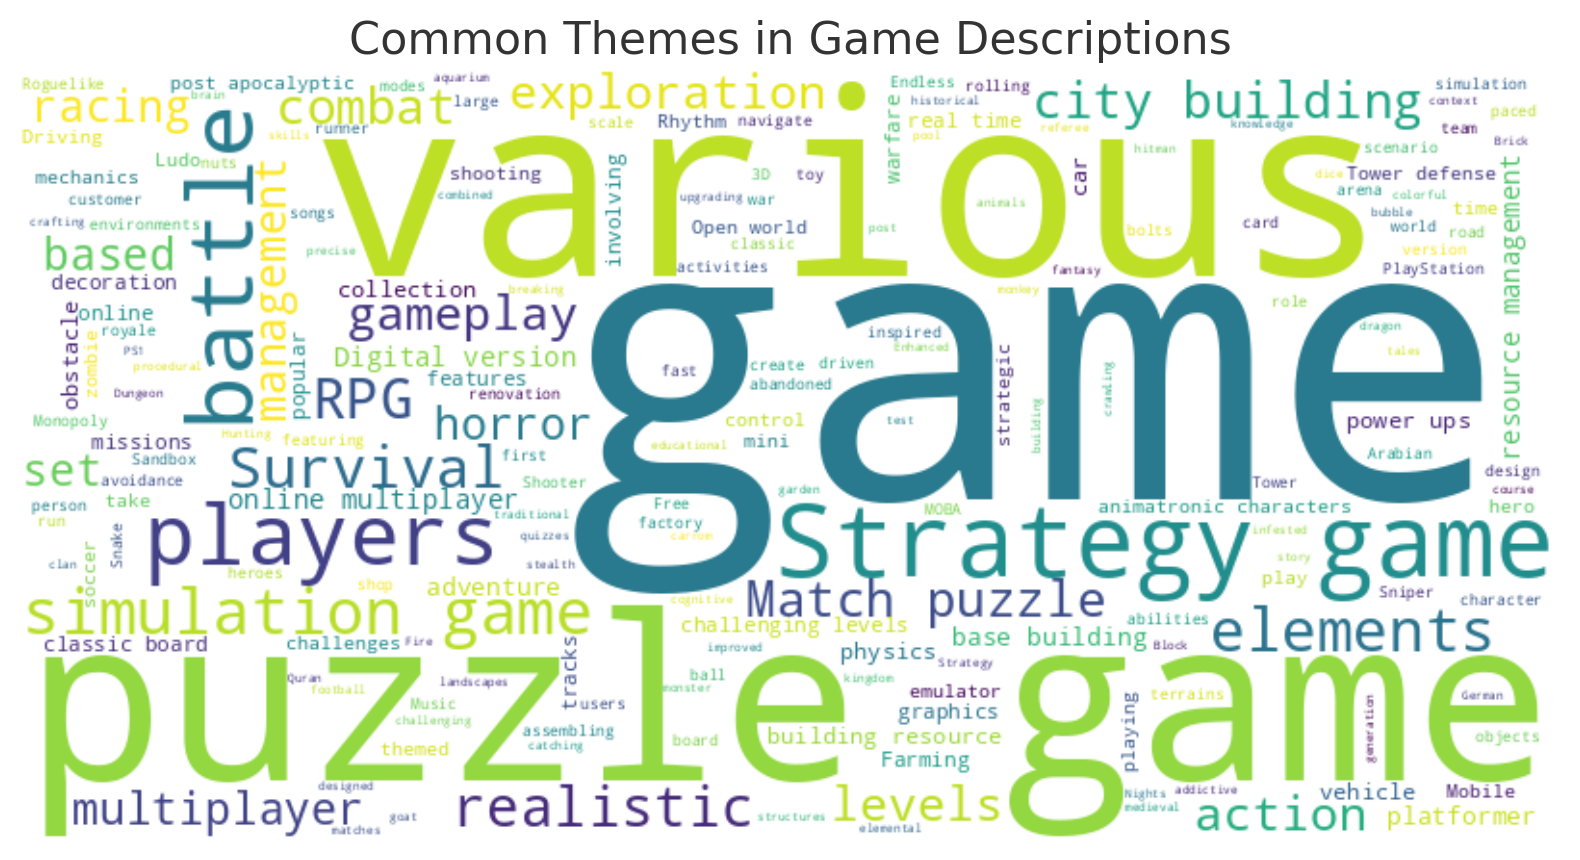 Common Themes in Game Descriptions
Roguelike
post apocalyptic
modes
aquarium
exploration
Endless
rolling
city building
simulation
racing
brain
combat
large
historical
context
paced
Driving
skills
runner
scale
Rhythm
navigate
warfare
real time
referee
knowledge
team
Brick
pool
battle
various
Ludo
nuts
management
shooting
involving
3D
toy
car
hitman
scenario
mechanics
customer
combined
upgrading
war
animals
dice
Tower defense
arena
colorful
resource management
crafting
environments
songs
Open world
post
bolts
card
bubble
time
world
road
based
precise
classic
version
decoration
activities
fantasy
PlayStation
collection
breaking
game
monkey
role
obstacle
online
gameplay
royale
zombie
inspired
dragon
PS1
popular
Digital version
Enhanced
tales
procedural
fast
create
driven
strategic
crawling
Dungeon
RPG
features
abandoned
renovation
Monopoly
control
test
building
power ups
missions
Hunting
featuring
horror
educational
mini
Sandbox
Survival
first
Arabian
set
avoidance
Shooter
garden
Tower
design
course
person
take
online multiplayer
Free
MOBA
animatronic characters
hero
run
players
traditional
factory
Strategy game
infested
Snake
quizzes
carrom
soccer
clan
heroes
stealth
story
play
shop
adventure
simulation game
cognitive
Match puzzle
Sniper
character
challenging levels
abilities
classic board
challenges
Fire
tracks
improved
base building
Block
elements
physics
Strategy
puzzle game
Quran
football
landscapes
ball
monster
kingdom
emulator
terrains
generation
German
Music
users
graphics
playing
challenging
assembling
catching
themed
board
building resource
objects
Farming
designed
Nights
addictive
vehicle
Mobile
multiplayer
goat
realistic
structures
levels
medieval
action
platformer
matches
elemental